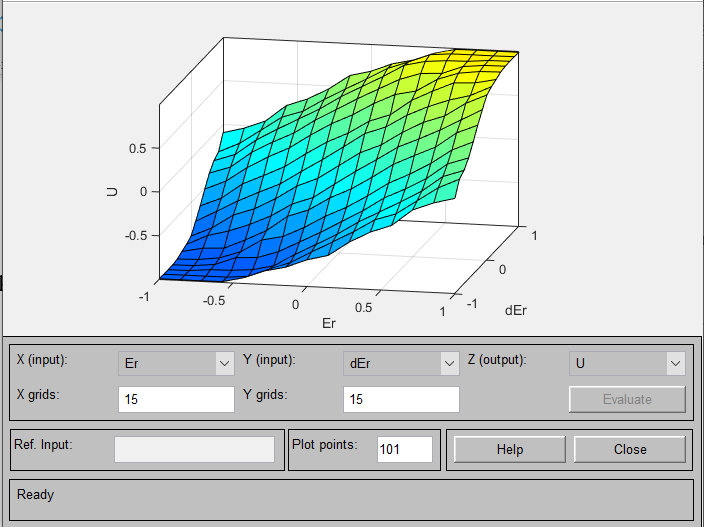 0.5
U
0
-0.5
-1
-0.5
0
0.5
1
Er
-1
0
1
dEr
X (input): Er Y (input): dEr Z (output): U
X grids: 15 Y grids: 15 Evaluate
Ref. Input: Plot points: 101 Help Close
Ready